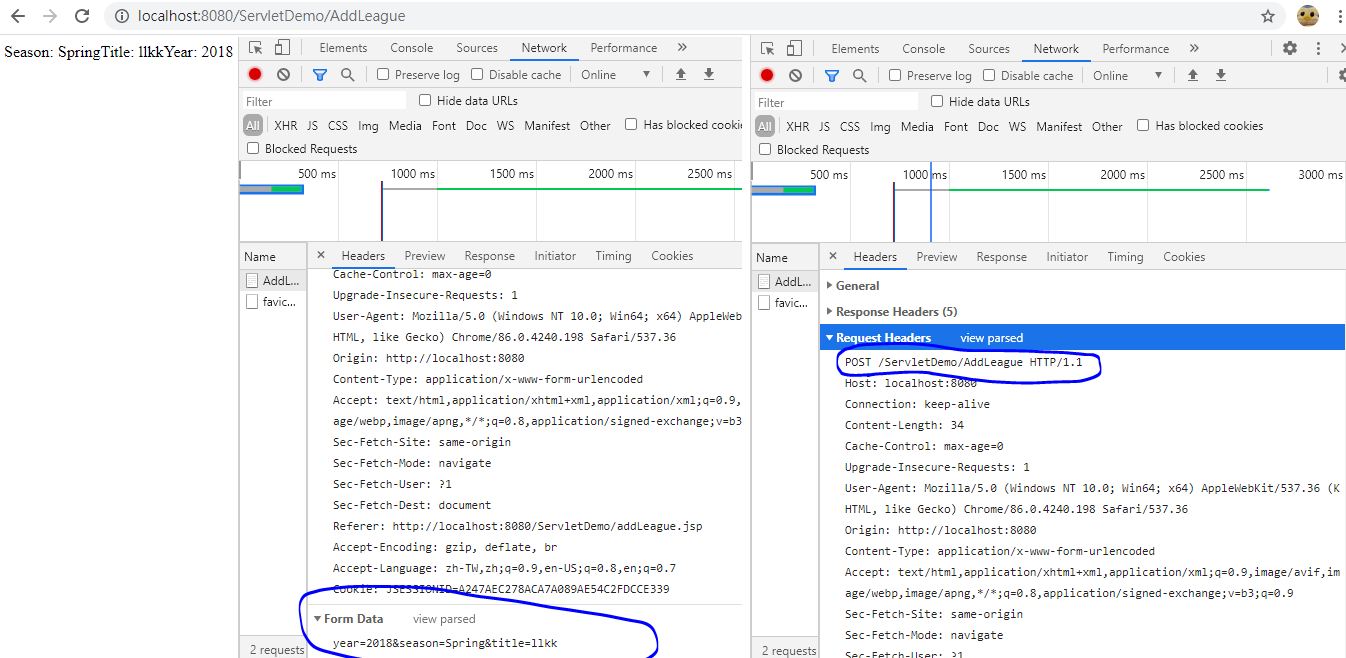 localhost:8080/ServletDemo/AddLeague
Season: SpringTitle: llkkYear: 2018
Elements Console Sources Network Performance »
Preserve log Disable cache Online
Filter Hide data URLs
All XHR JS CSS Img Media Font Doc WS Manifest Other Has blocked cooki
Blocked Requests
500 ms 1000 ms 1500 ms 2000 ms 2500 ms
Name × Headers Preview Response Initiator Timing Cookies
AddL...
favic...
Cache-Control: max-age=0
Upgrade-Insecure-Requests: 1
User-Agent: Mozilla/5.0 (Windows NT 10.0; Win64; x64) AppleWeb
HTML, like Gecko) Chrome/86.0.4240.198 Safari/537.36
Origin: http://localhost:8080
Content-Type: application/x-www-form-urlencoded
Accept: text/html,application/xhtml+xml,application/xml;q=0.9,
age/webp,image/apng,*/*;q=0.8,application/signed-exchange;v=b3
Sec-Fetch-Site: same-origin
Sec-Fetch-Mode: navigate
Sec-Fetch-User: ?1
Sec-Fetch-Dest: document
Referer: http://localhost:8080/ServletDemo/addLeague.jsp
Accept-Encoding: gzip, deflate, br
Accept-Language: zh-TW,zh;q=0.9,en-US;q=0.8,en;q=0.7
Cookie: JSESSIONID=A247AEC278ACA7A089AE54C2FDCCE339
Form Data view parsed
year=2018&season=Spring&title=llkk
2 requests
Elements Console Sources Network Performance »
Preserve log Disable cache Online
Filter Hide data URLs
All XHR JS CSS Img Media Font Doc WS Manifest Other Has blocked cookies
Blocked Requests
500 ms 1000 ms 1500 ms 2000 ms 2500 ms 3000 ms
Name × Headers Preview Response Initiator Timing Cookies
AddL...
favic...
General
Response Headers (5)
Request Headers view parsed
POST /ServletDemo/AddLeague HTTP/1.1
Host: localhost:8080
Connection: keep-alive
Content-Length: 34
Cache-Control: max-age=0
Upgrade-Insecure-Requests: 1
User-Agent: Mozilla/5.0 (Windows NT 10.0; Win64; x64) AppleWebKit/537.36 (K
HTML, like Gecko) Chrome/86.0.4240.198 Safari/537.36
Origin: http://localhost:8080
Content-Type: application/x-www-form-urlencoded
Accept: text/html,application/xhtml+xml,application/xml;q=0.9,image/avif,im
age/webp,image/apng,*/*;q=0.8,application/signed-exchange;v=b3;q=0.9
Sec-Fetch-Site: same-origin
Sec-Fetch-Mode: navigate
Sec-Fetch-User: ?1
2 requests